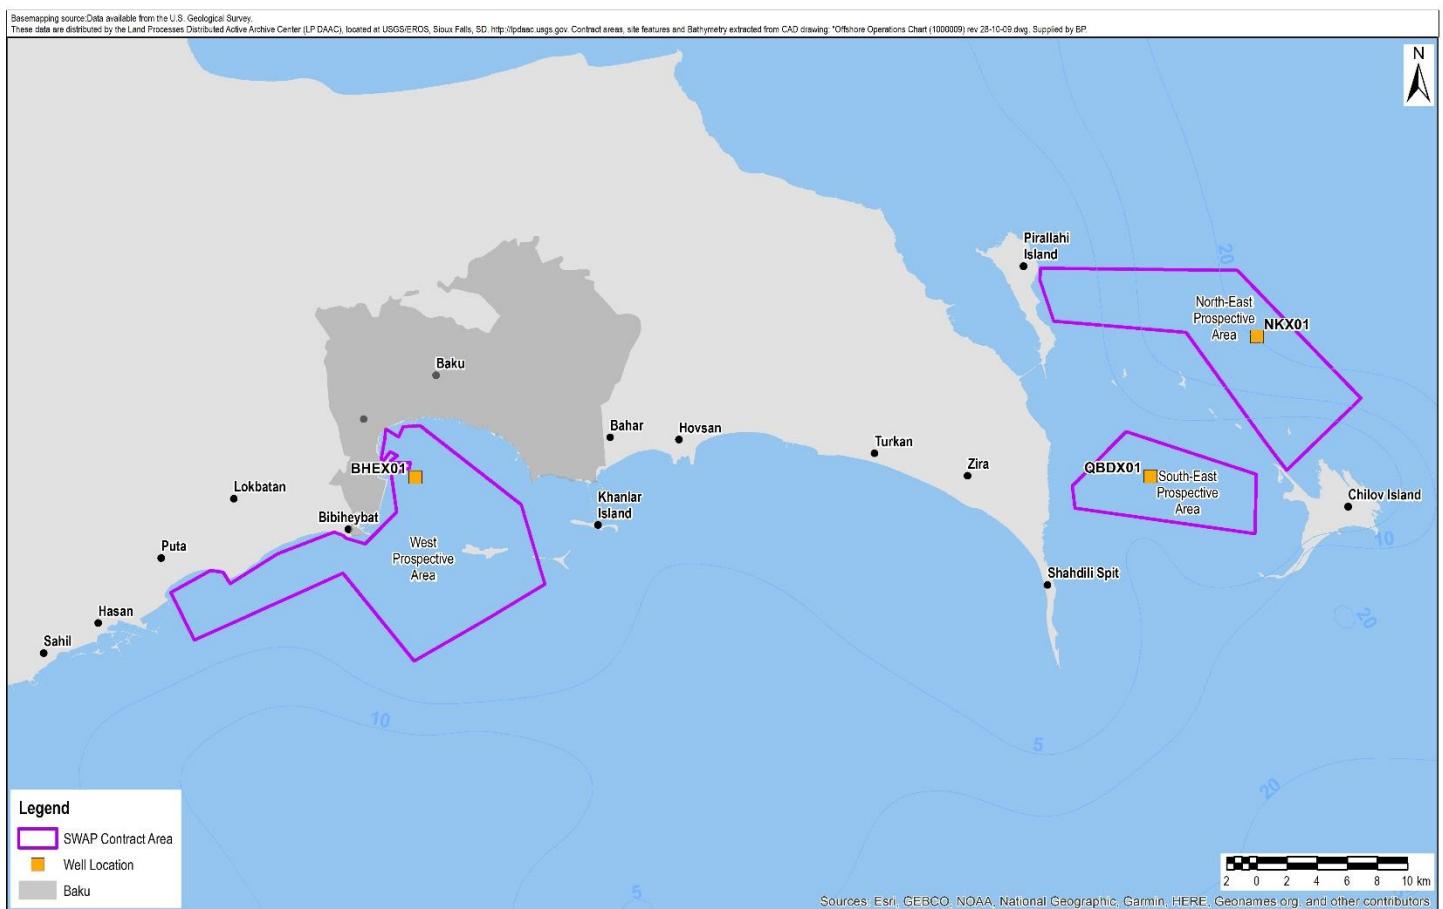 Basemapping source:Data available from the U.S. Geological Survey.
These data are distributed by the Land Processes Distributed Active Archive Center (LP DAAC), located at USGS/EROS, Sioux Falls, SD. http://lpdaac.usgs.gov. Contract areas, site features and Bathymetry extracted from CAD drawing: "Offshore Operations Chart (1000009) rev 28-10-09.dwg. Supplied by BP.
N
Pirallahi
Island
20
North-East
Prospective
Area
NKX01
Baku
Bahar
Hovsan
Turkan
Zira
BHEX01
QBDX01
South-East
Prospective
Area
Chilov Island
Lokbatan
Khanlar
Island
Bibiheybat
10
Puta
West
Prospective
Area
Shahdili Spit
Hasan
20
Sahil
10
5
20
Legend
SWAP Contract Area
Well Location
Baku
5
2 0 2 4 6 8 10 km
Sources: Esri, GEBCO, NOAA, National Geographic, Garmin, HERE, Geonames.org, and other contributors